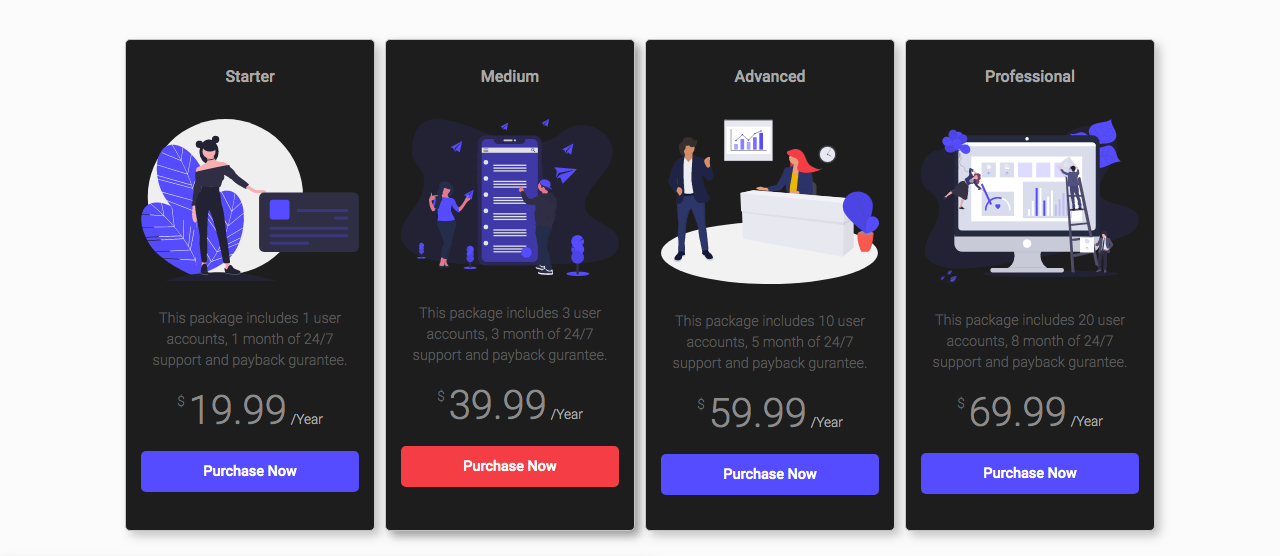 Starter
This package includes 1 user
accounts, 1 month of 24/7
support and payback gurantee.
$ 19.99 /Year
Purchase Now
Medium
This package includes 3 user
accounts, 3 month of 24/7
support and payback gurantee.
$ 39.99 /Year
Purchase Now
Advanced
This package includes 10 user
accounts, 5 month of 24/7
support and payback gurantee.
$ 59.99 /Year
Purchase Now
Professional
This package includes 20 user
accounts, 8 month of 24/7
support and payback gurantee.
$ 69.99 /Year
Purchase Now